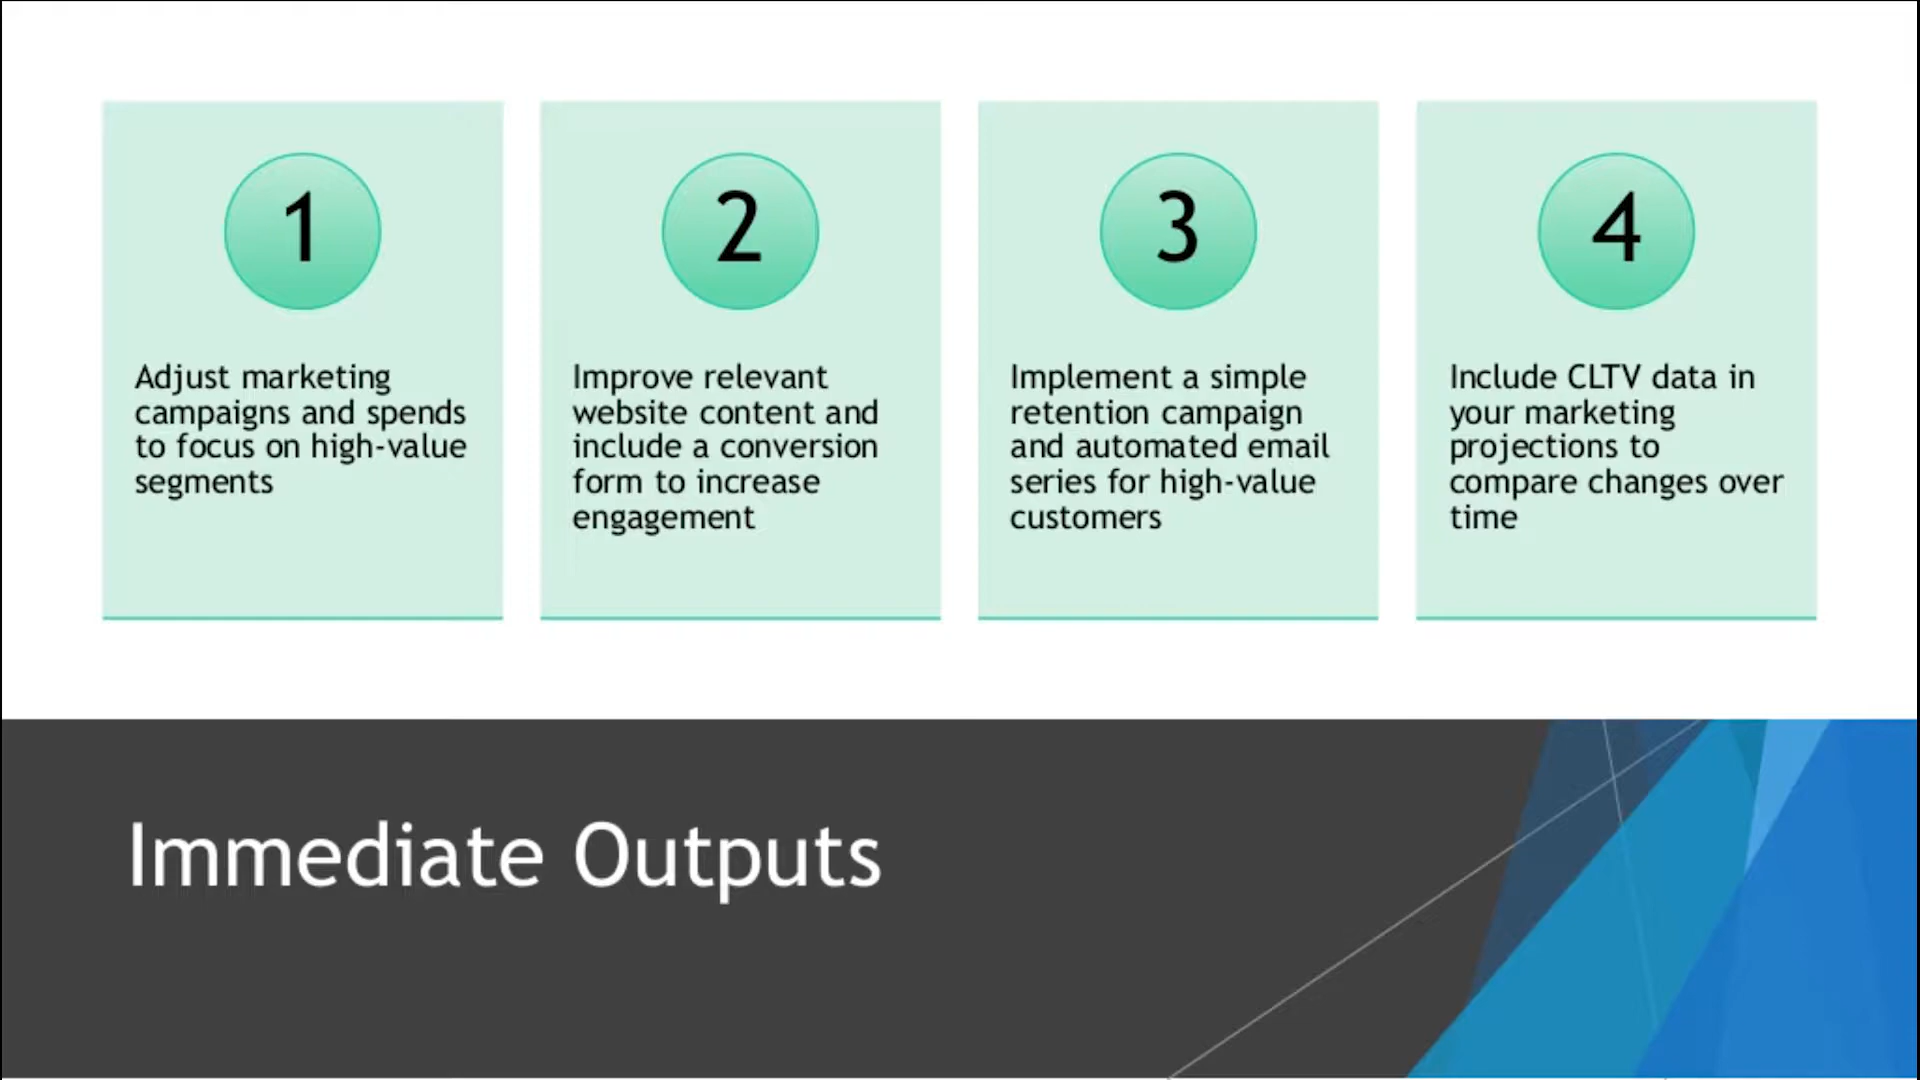 1
Adjust marketing
campaigns and spends
to focus on high-value
segments
2
Improve relevant
website content and
include a conversion
form to increase
engagement
3
Implement a simple
retention campaign
and automated email
series for high-value
customers
4
Include CLTV data in
your marketing
projections to
compare changes over
time
Immediate Outputs